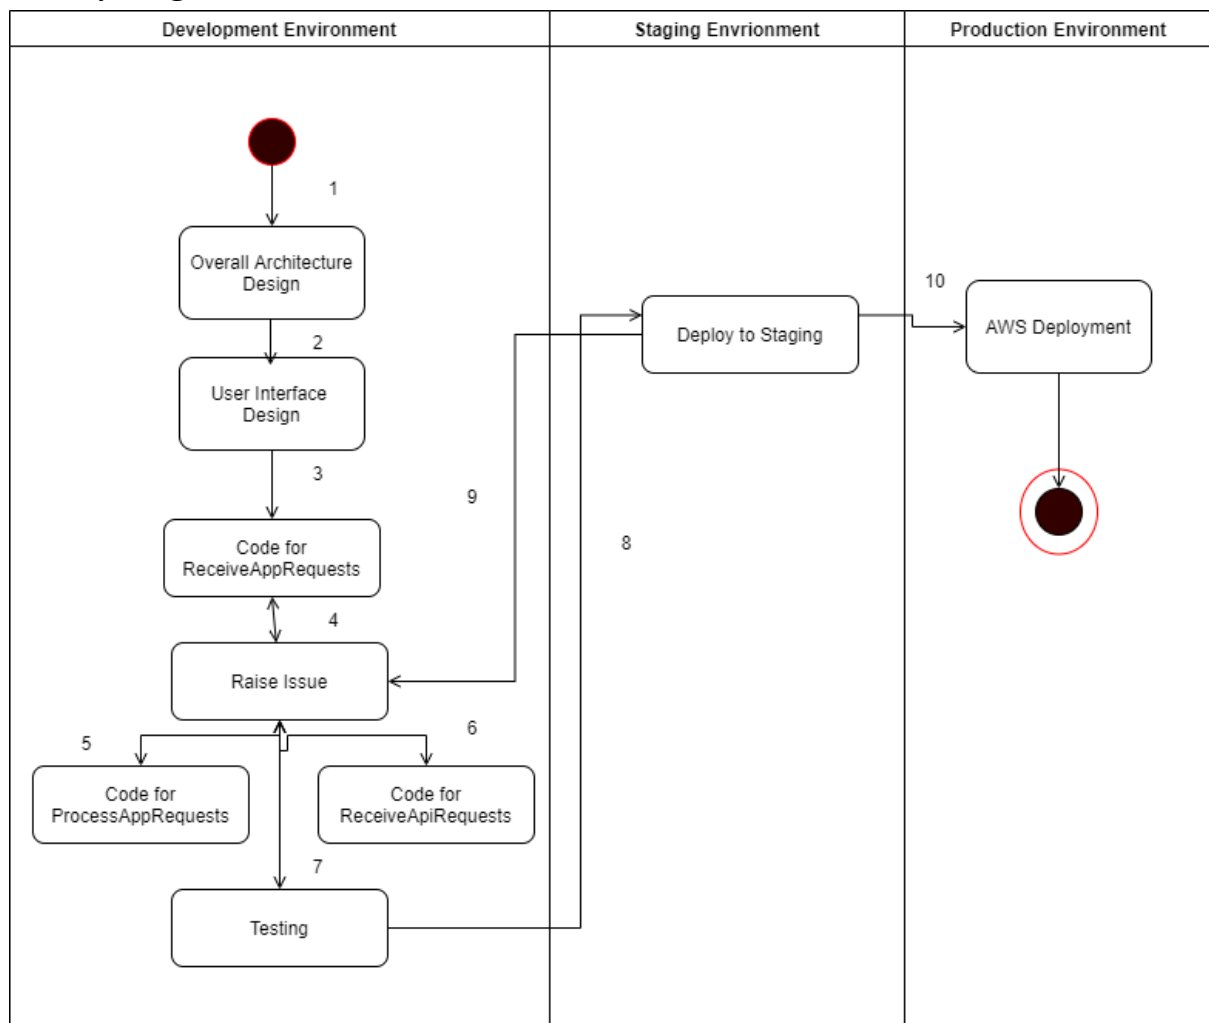 Development Environment
Staging Envrionment
Production Environment
1
Overall Architecture
Design
2
User Interface
Design
3
Code for
ReceiveAppRequests
4
Raise Issue
5
6
Code for
ProcessAppRequests
Code for
ReceiveApiRequests
7
Testing
8
9
Deploy to Staging
10
AWS Deployment